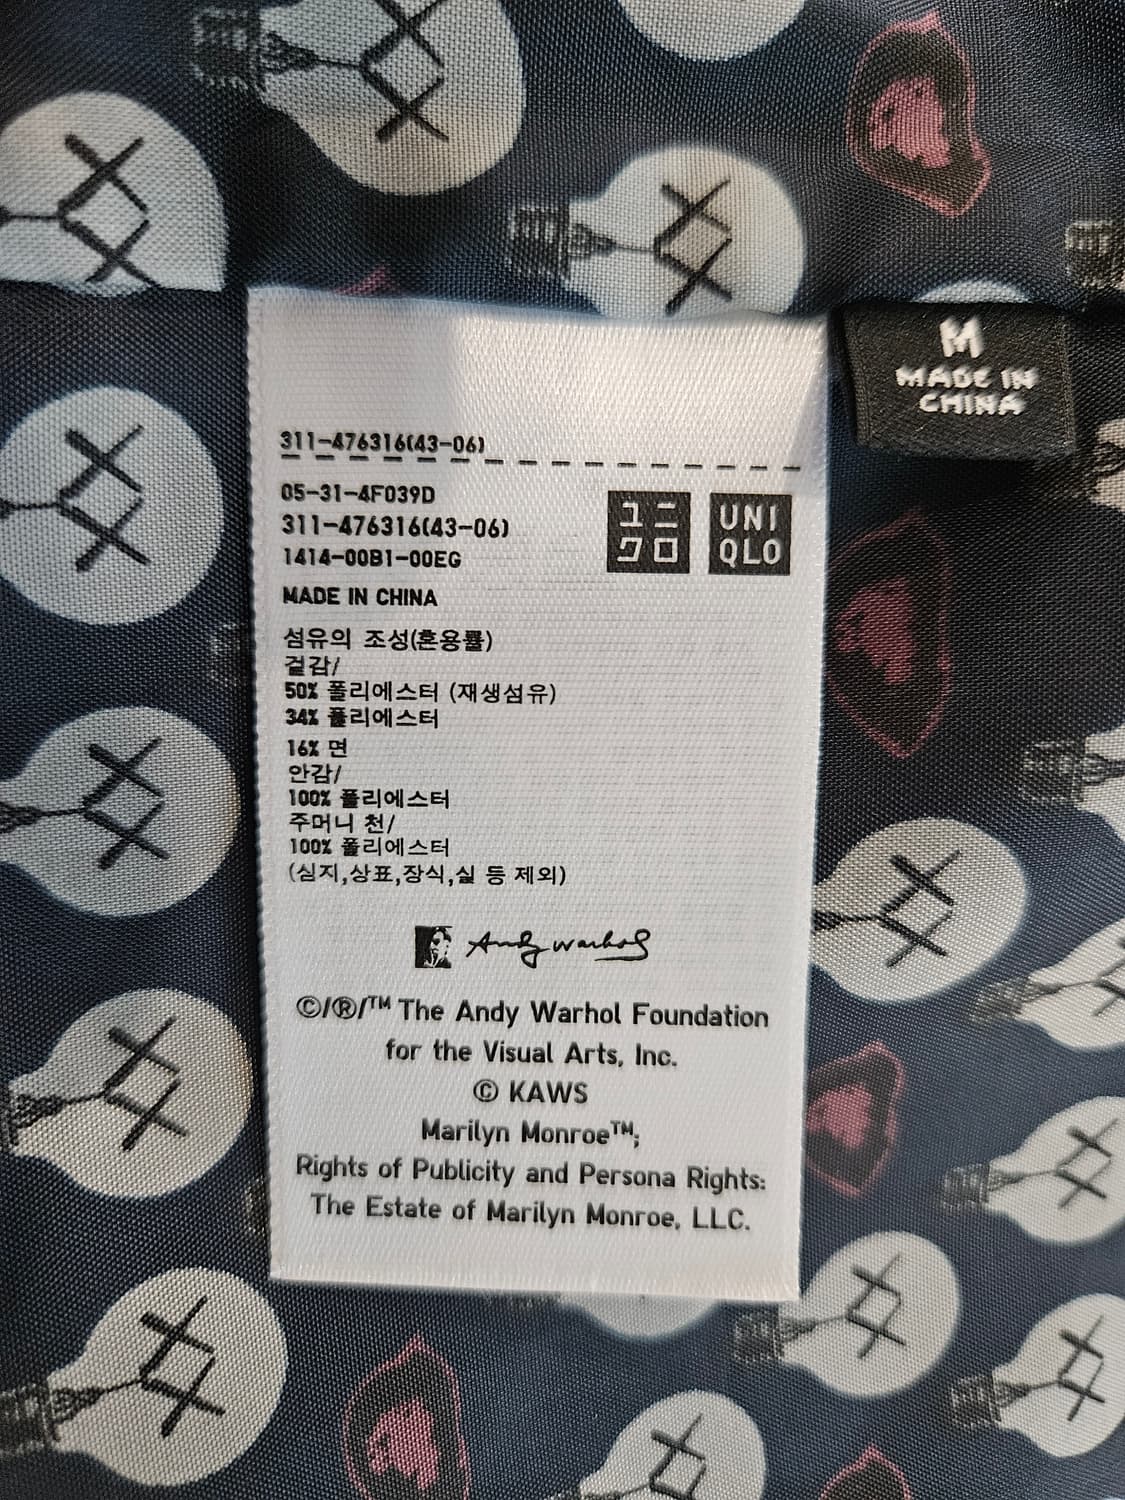 M
MADE IN
CHINA
311-476316(43-06)
05-31-4F039D
311-476316(43-06)
1414-00B1-00EG
ユニ
クロ
UNI
QLO
MADE IN CHINA
섬유의 조성(혼용률)
겉감/
50% 폴리에스터 (재생섬유)
34% 폴리에스터
16% 면
안감/
100% 폴리에스터
주머니 천/
100% 폴리에스터
(심지,상표,장식,실 등 제외)
Andy Warhol
©/®/™ The Andy Warhol Foundation
for the Visual Arts, Inc.
© KAWS
Marilyn Monroe™;
Rights of Publicity and Persona Rights:
The Estate of Marilyn Monroe, LLC.